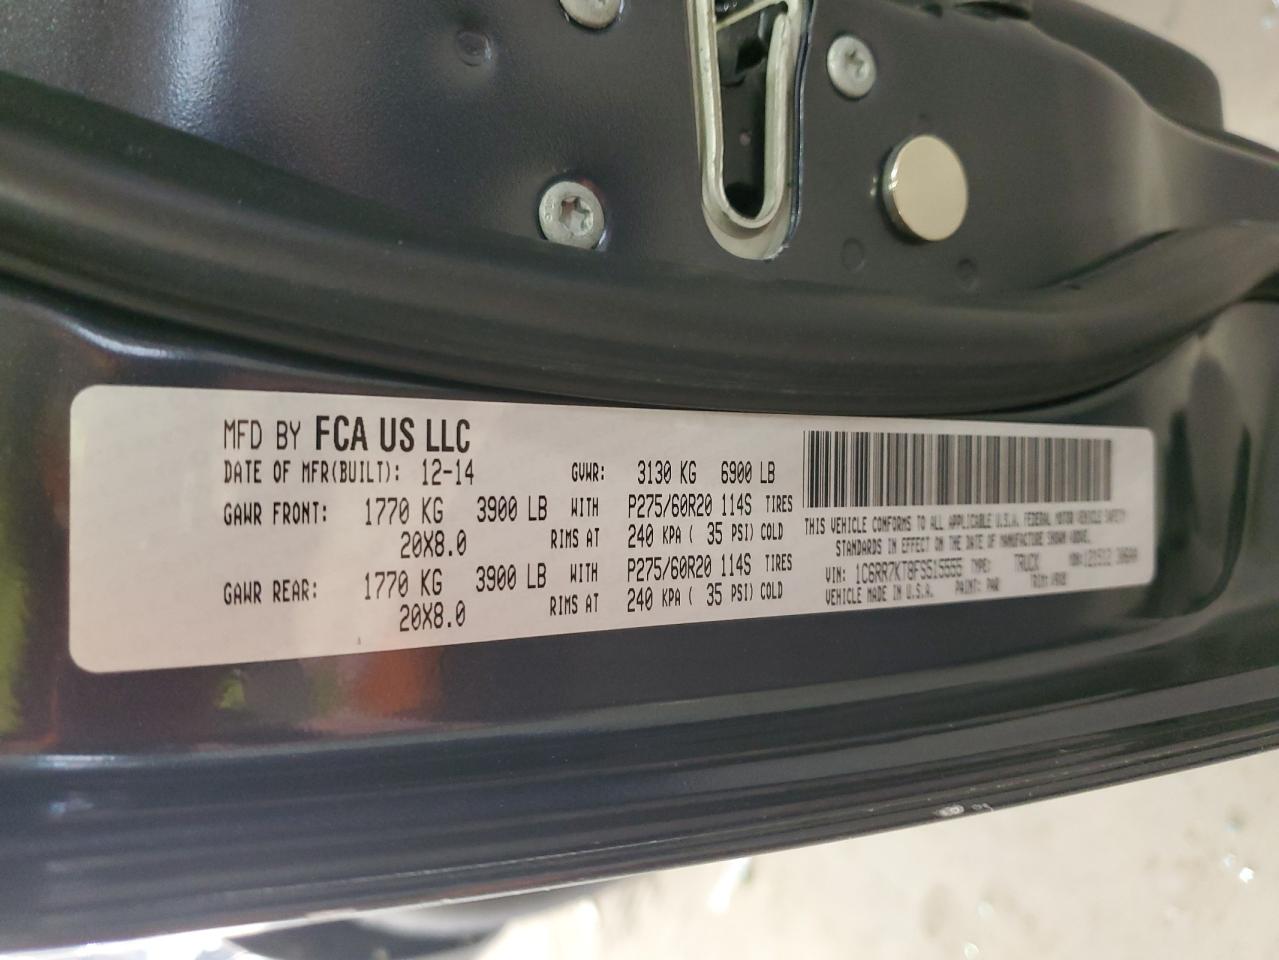 MFD BY FCA US LLC
DATE OF MFR(BUILT): 12-14 GVWR: 3130 KG 6900 LB
GAWR FRONT: 1770 KG 3900 LB WITH P275/60R20 114S TIRES
20X8.0 RIMS AT 240 KPA ( 35 PSI) COLD
GAWR REAR: 1770 KG 3900 LB WITH P275/60R20 114S TIRES
20X8.0 RIMS AT 240 KPA ( 35 PSI) COLD
THIS VEHICLE CONFORMS TO ALL APPLICABLE U.S.A. FEDERAL MOTOR VEHICLE SAFETY
STANDARDS IN EFFECT ON THE DATE OF MANUFACTURE SHOWN ABOVE.
VIN: 1C6RR7KT8FS515555 TYPE: TRUCK
VEHICLE MADE IN U.S.A. PAINT: PAR TRIM: